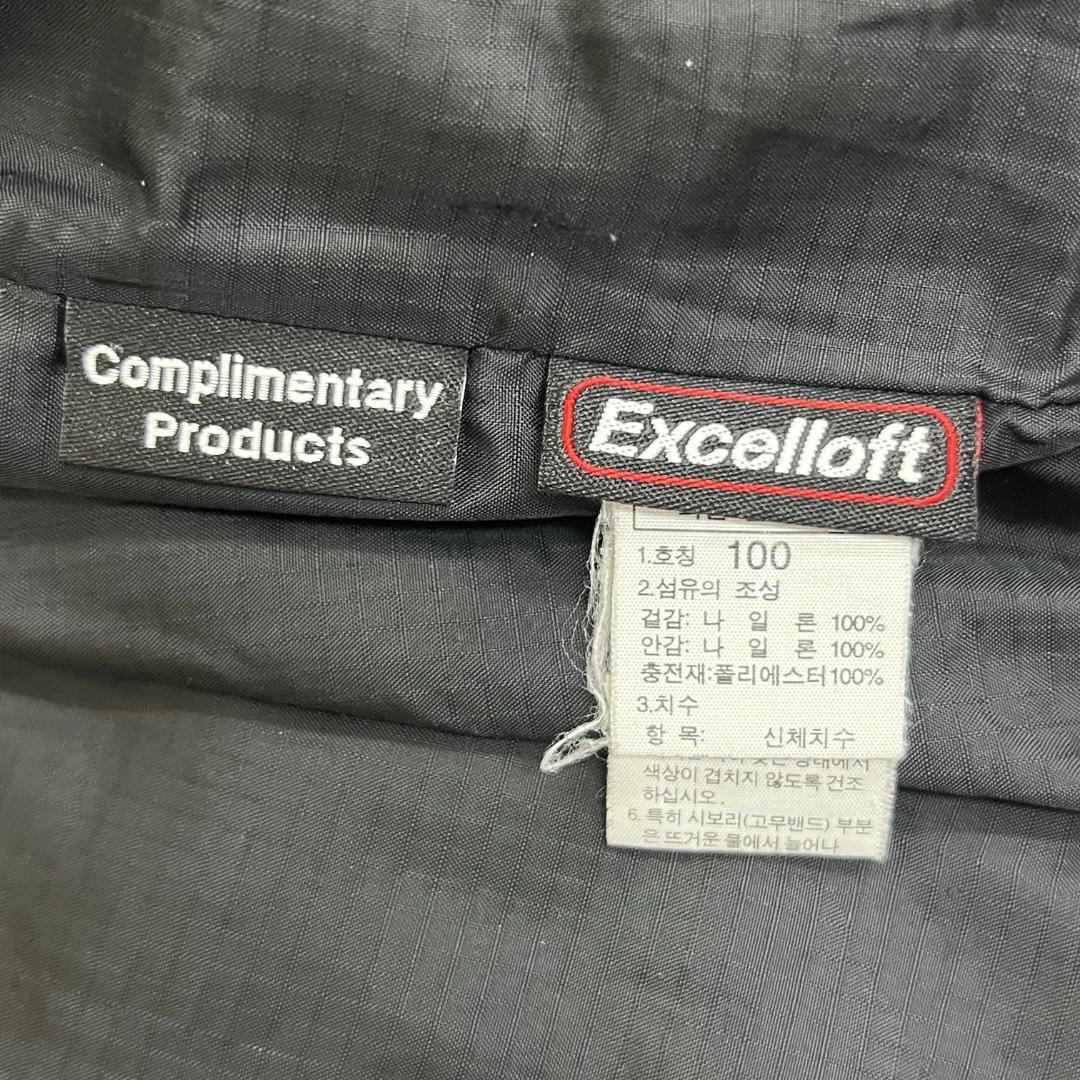 Complimentary
Products
Excelloft
1.호칭 100
2.섬유의 조성
겉감: 나 일 론 100%
안감: 나 일 론 100%
충전재:폴리에스터100%
3.치수
항 목: 신체치수
상태에서
색상이 겹치지 않도록 건조
하십시오.
6. 특히 시보리(고무밴드) 부분
은 뜨거운 물에서 늘어나